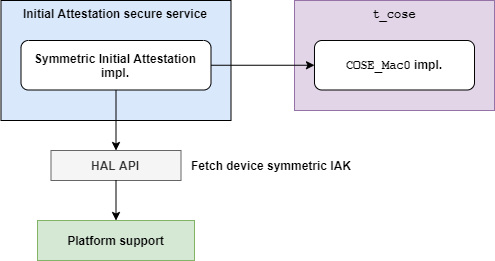 Initial Attestation secure service
t_cose
Symmetric Initial Attestation
impl.
COSE_Mac0 impl.
HAL API
Fetch device symmetric IAK
Platform support